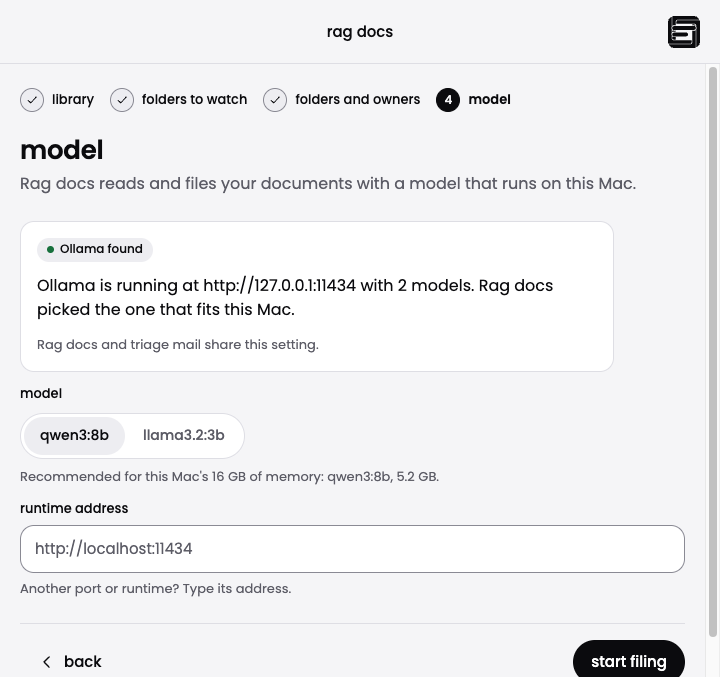 rag docs
library
folders to watch
folders and owners
4 model
model
Rag docs reads and files your documents with a model that runs on this Mac.
Ollama found
Ollama is running at http://127.0.0.1:11434 with 2 models. Rag docs
picked the one that fits this Mac.
Rag docs and triage mail share this setting.
model
qwen3:8b
llama3.2:3b
Recommended for this Mac's 16 GB of memory: qwen3:8b, 5.2 GB.
runtime address
http://localhost:11434
Another port or runtime? Type its address.
back
start filing